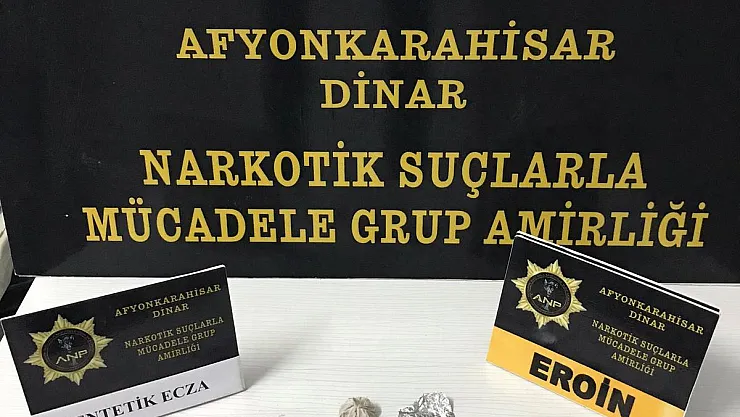 AFYONKARAHİSAR
DİNAR
NARKOTİK SUÇLARLA
MÜCADELE GRUP AMİRLİĞİ
AFYONKARAHİSAR
DİNAR
NARKOTİK SUÇLARLA
MÜCADELE GRUP
AMİRLİĞİ
ANP
ECZA
AFYONKARAHİSAR
DİNAR
NARKOTİK SUÇLARLA
MÜCADELE GRUP
AMİRLİĞİ
ANP
EROİN